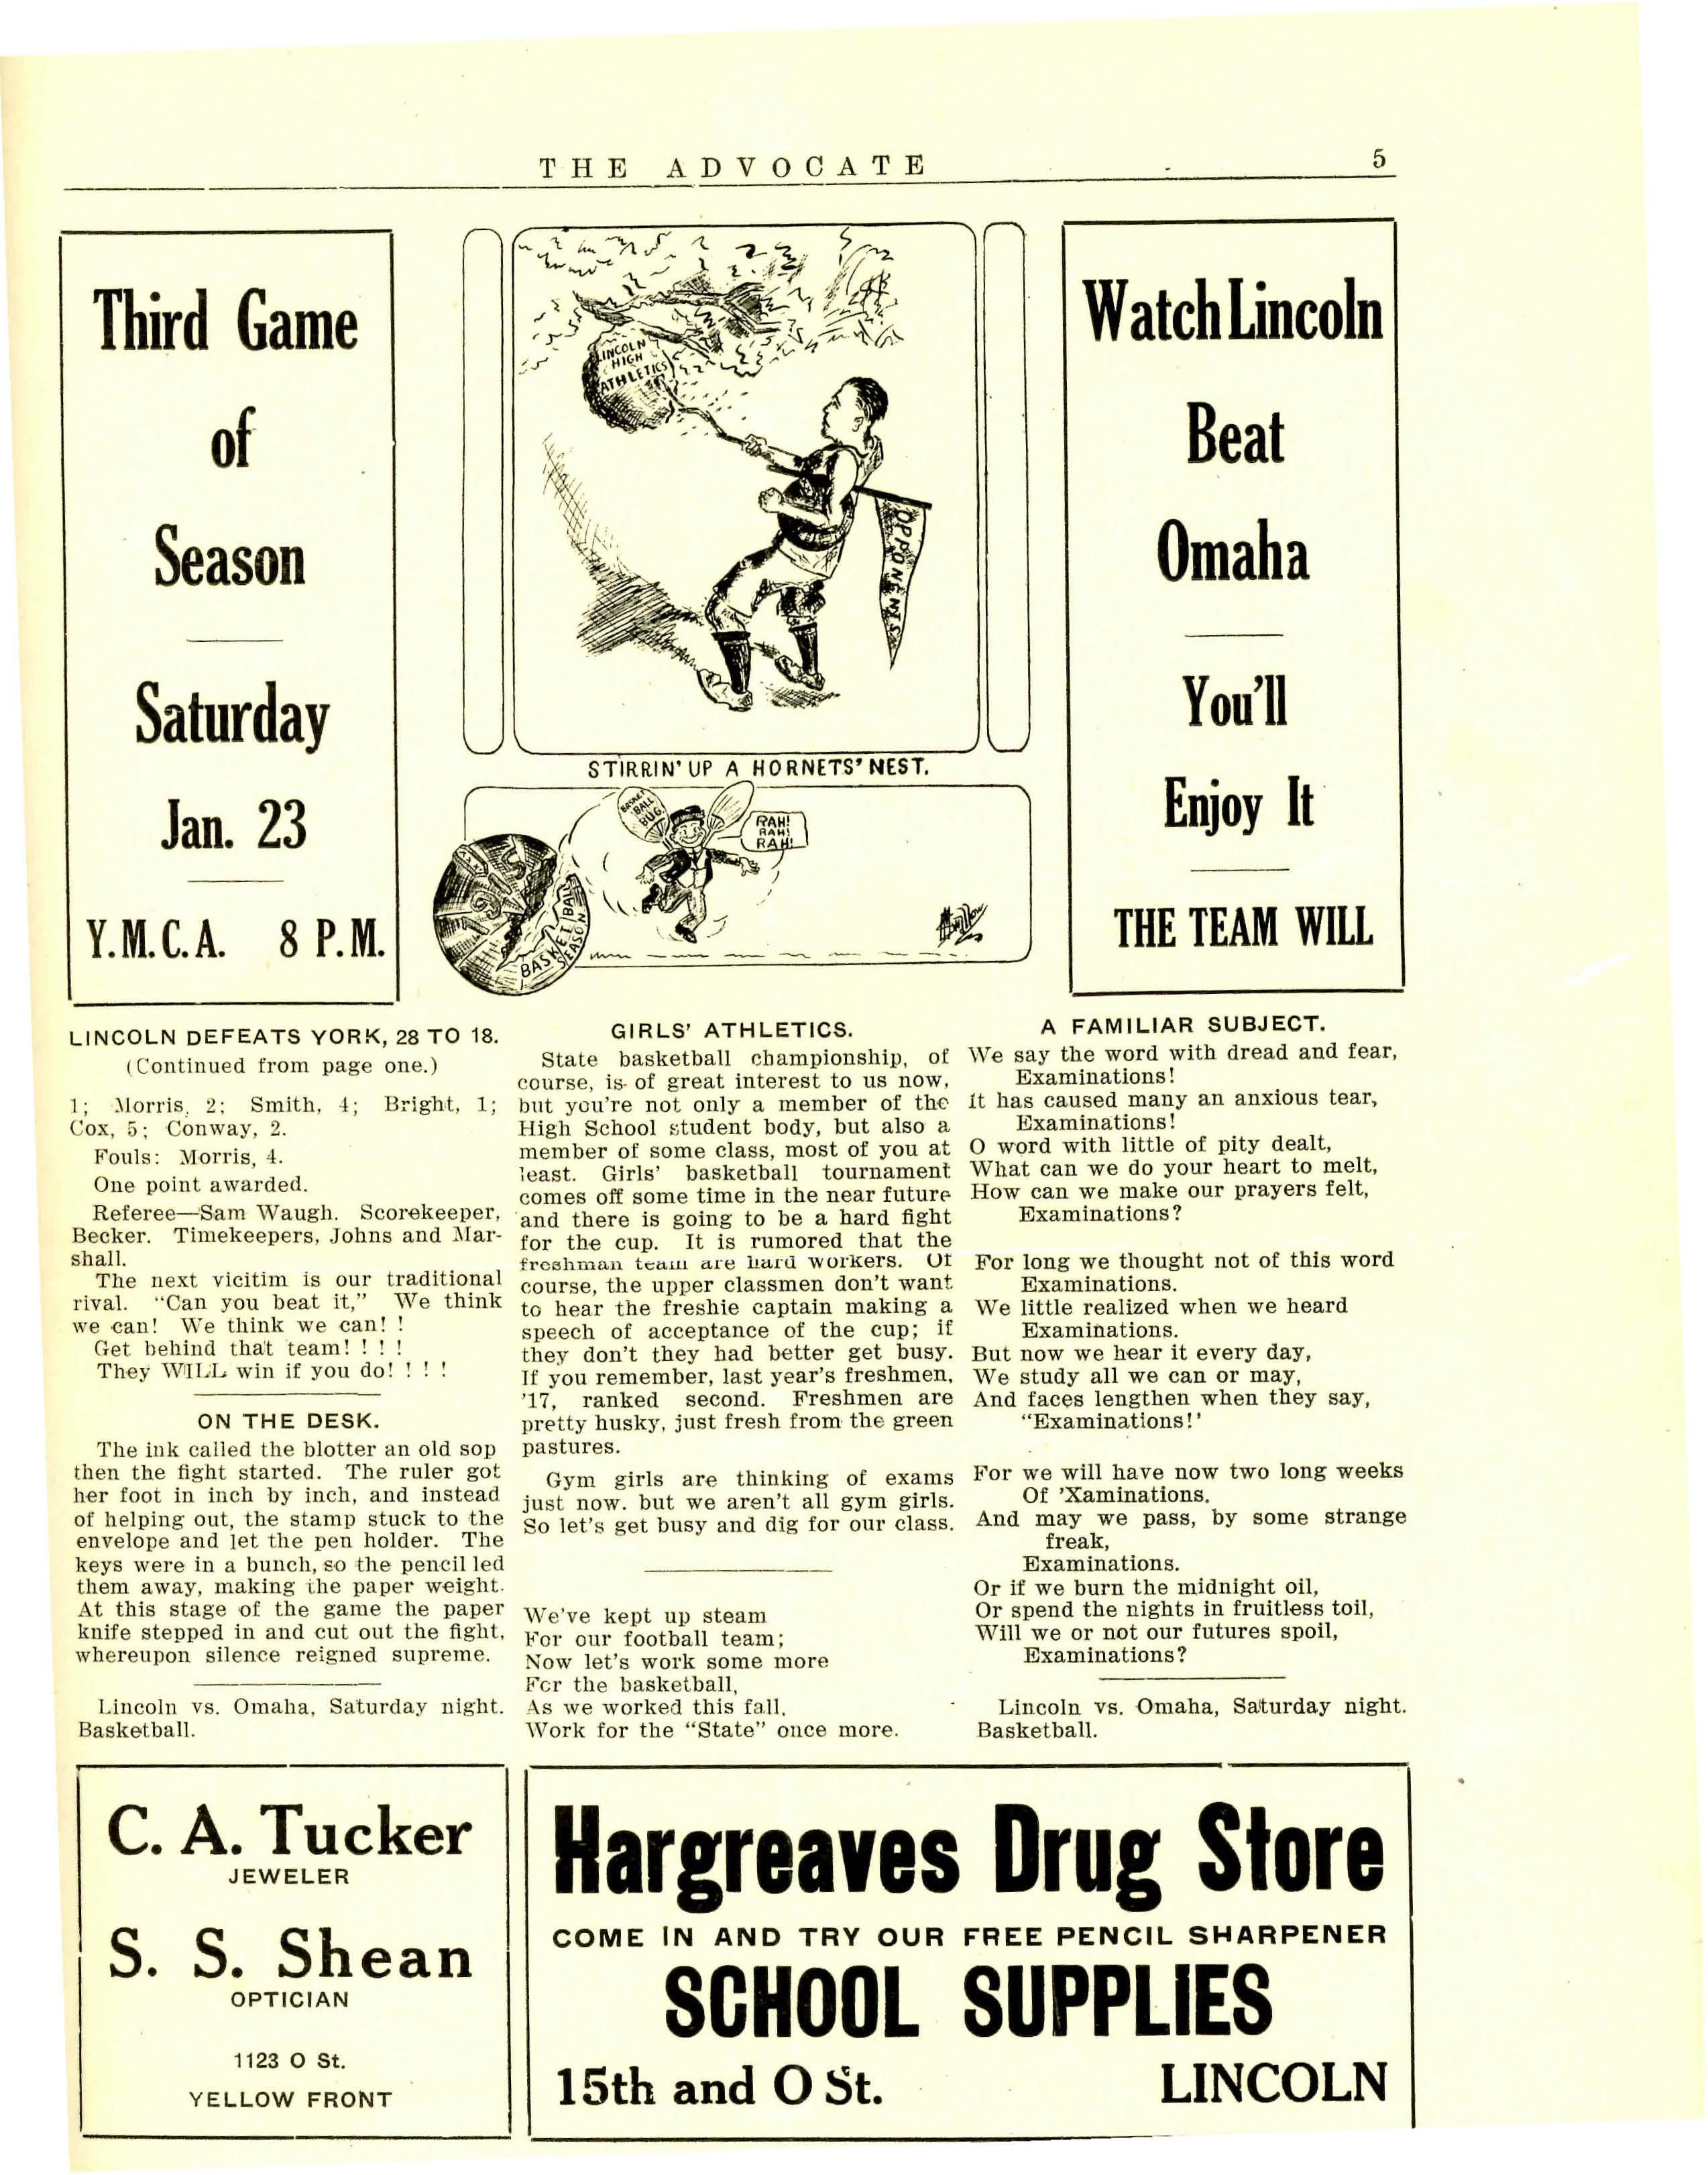 THE ADVOCATE
5
Third Game
of
Season
Saturday
Jan. 23
Y.M.C.A. 8 P.M.
LINCOLN
HIGH
ATHLETICS
OPPONENTS
STIRRIN' UP A HORNETS' NEST.
BASKET
BALL
BUG
RAH!
RAH!
RAH!
1915
BASKET BALL
SEASON
Watch Lincoln
Beat
Omaha
You'll
Enjoy It
THE TEAM WILL
LINCOLN DEFEATS YORK, 28 TO 18.
(Continued from page one.)
1; Morris, 2; Smith, 4; Bright, 1;
Cox, 5; Conway, 2.
Fouls: Morris, 4.
One point awarded.
Referee—Sam Waugh. Scorekeeper,
Becker. Timekeepers, Johns and Mar-
shall.
The next vicitim is our traditional
rival. "Can you beat it," We think
we can! We think we can! !
Get behind that team! ! ! !
They WILL win if you do! ! ! !
ON THE DESK.
The ink called the blotter an old sop
then the fight started. The ruler got
her foot in inch by inch, and instead
of helping out, the stamp stuck to the
envelope and let the pen holder. The
keys were in a bunch, so the pencil led
them away, making the paper weight.
At this stage of the game the paper
knife stepped in and cut out the fight,
whereupon silence reigned supreme.
Lincoln vs. Omaha, Saturday night.
Basketball.
GIRLS' ATHLETICS.
State basketball championship, of
course, is of great interest to us now,
but you're not only a member of the
High School student body, but also a
member of some class, most of you at
least. Girls' basketball tournament
comes off some time in the near future
and there is going to be a hard fight
for the cup. It is rumored that the
freshman team are hard workers. Of
course, the upper classmen don't want
to hear the freshie captain making a
speech of acceptance of the cup; if
they don't they had better get busy.
If you remember, last year's freshmen,
'17, ranked second. Freshmen are
pretty husky, just fresh from the green
pastures.
Gym girls are thinking of exams
just now. but we aren't all gym girls.
So let's get busy and dig for our class.
We've kept up steam
For our football team;
Now let's work some more
For the basketball,
As we worked this fall,
Work for the "State" once more.
A FAMILIAR SUBJECT.
We say the word with dread and fear,
Examinations!
It has caused many an anxious tear,
Examinations!
O word with little of pity dealt,
What can we do your heart to melt,
How can we make our prayers felt,
Examinations?
For long we thought not of this word
Examinations.
We little realized when we heard
Examinations.
But now we hear it every day,
We study all we can or may,
And faces lengthen when they say,
"Examinations!'
For we will have now two long weeks
Of 'Xaminations.
And may we pass, by some strange
freak,
Examinations.
Or if we burn the midnight oil,
Or spend the nights in fruitless toil,
Will we or not our futures spoil,
Examinations?
Lincoln vs. Omaha, Saturday night.
Basketball.
C. A. Tucker
JEWELER
S. S. Shean
OPTICIAN
1123 O St.
YELLOW FRONT
Hargreaves Drug Store
COME IN AND TRY OUR FREE PENCIL SHARPENER
SCHOOL SUPPLIES
15th and O St. LINCOLN